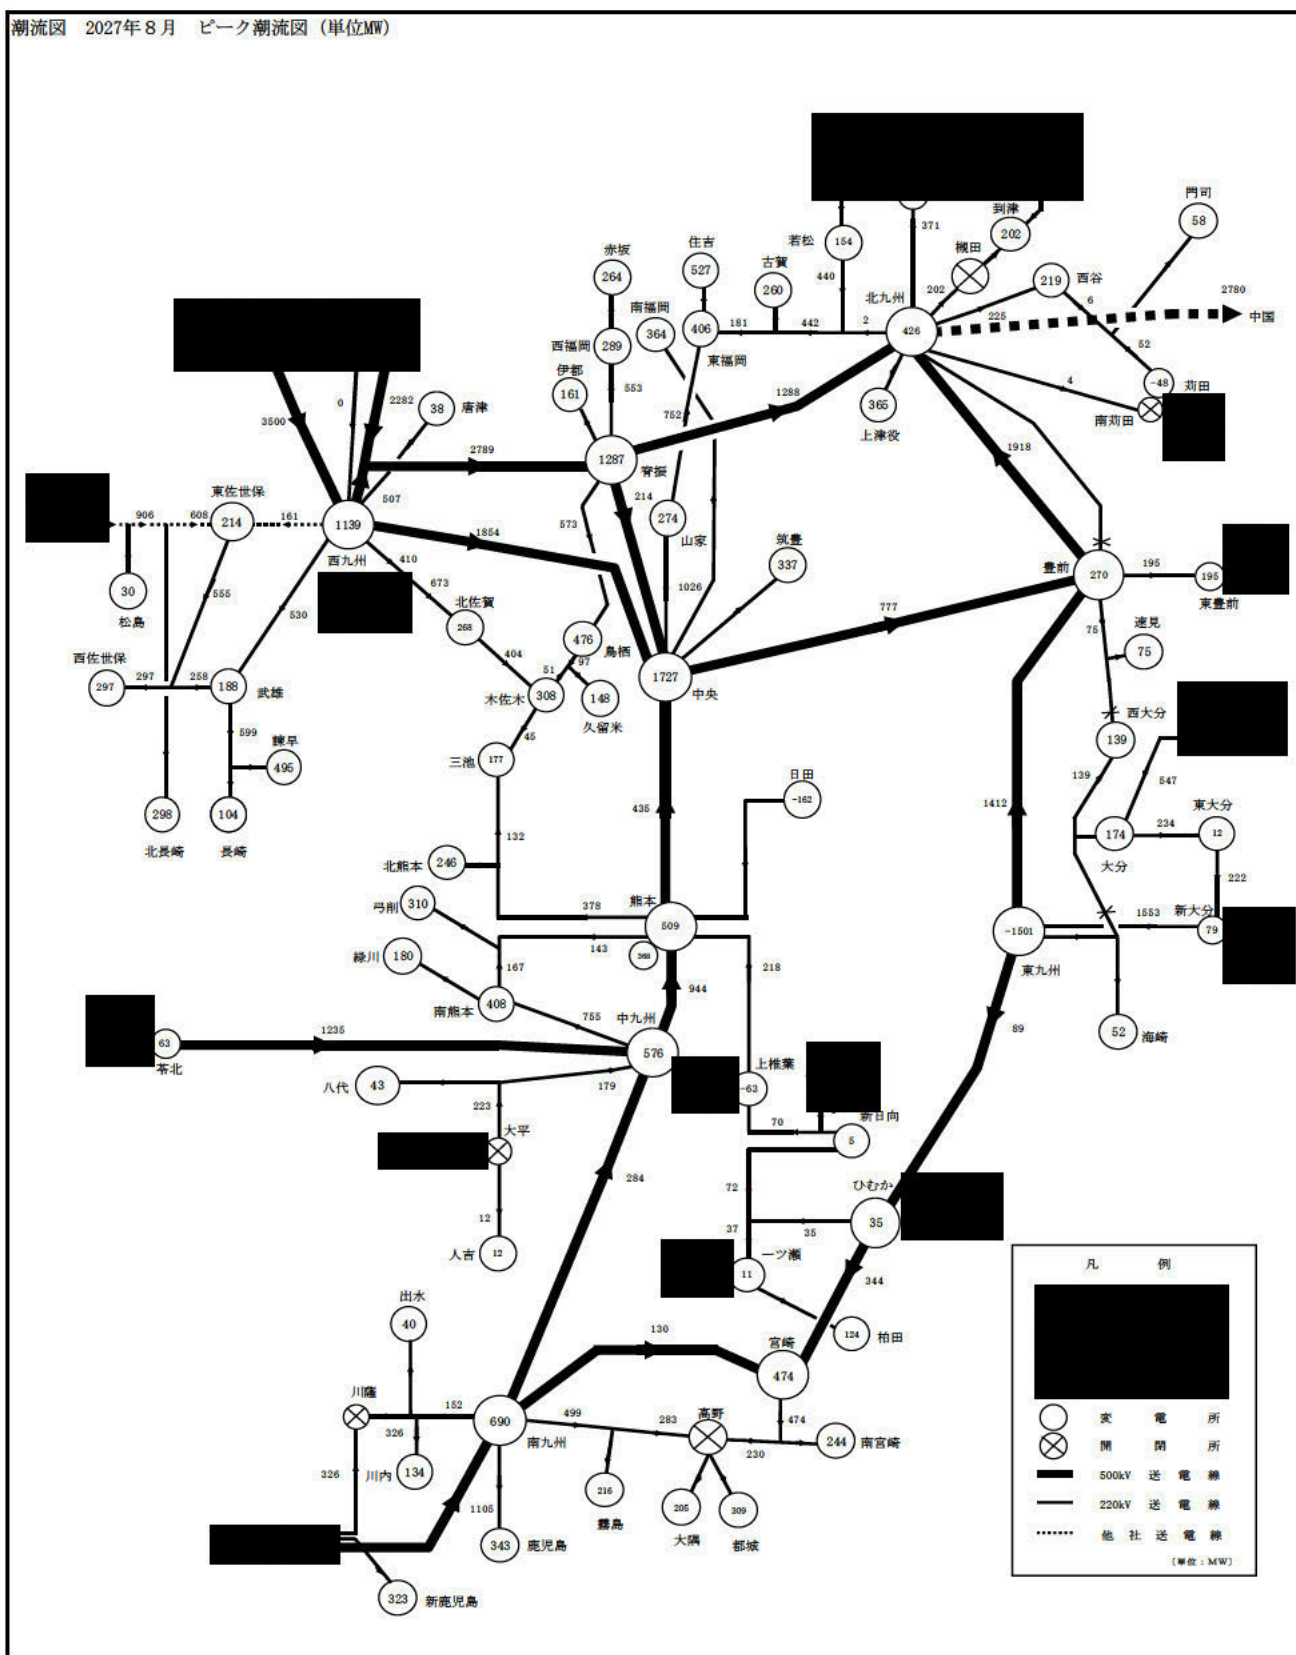 潮流図 2027年8月 ピーク潮流図(単位MW)
門司
58
到津
202
371
若松
154
槻田
住吉
527
古賀
260
赤坂
264
440
北九州
219
西谷
2780
中国
6
202
225
南福岡
364
406
181
442
2
426
52
西福岡
289
東福岡
伊都
161
553
752
1288
365
上津役
4
-48
苅田
南苅田
0
2282
38
唐津
3500
2789
1287
脊振
1918
507
214
東佐世保
906
608
214
161
1139
西九州
1854
573
274
山家
筑豊
337
410
673
北佐賀
268
1026
豊前
270
195
195
東豊前
30
松島
555
530
777
75
速見
75
404
476
鳥栖
51
97
西佐世保
297
297
258
188
武雄
木佐木
308
148
久留米
1727
中央
西大分
139
599
諫早
495
45
三池
177
日田
-162
139
547
298
北長崎
104
長崎
435
1412
東大分
174
234
12
大分
132
北熊本
246
222
弓削
310
378
熊本
509
1553
新大分
79
-1501
東九州
143
368
緑川
180
167
218
944
南熊本
408
755
中九州
89
52
海崎
63
苓北
1235
576
上椎葉
-63
八代
43
179
223
大平
70
新日向
5
284
72
ひむか
35
37
35
12
人吉
12
11
一ツ瀬
344
124
柏田
凡 例
出水
40
130
宮崎
474
川薩
152
690
南九州
499
283
高野
474
244
南宮崎
230
326
134
川内
変電所
開閉所
500kV 送電線
220kV 送電線
他社送電線
[単位:MW]
326
1105
216
霧島
205
大隅
309
都城
343
鹿児島
323
新鹿児島